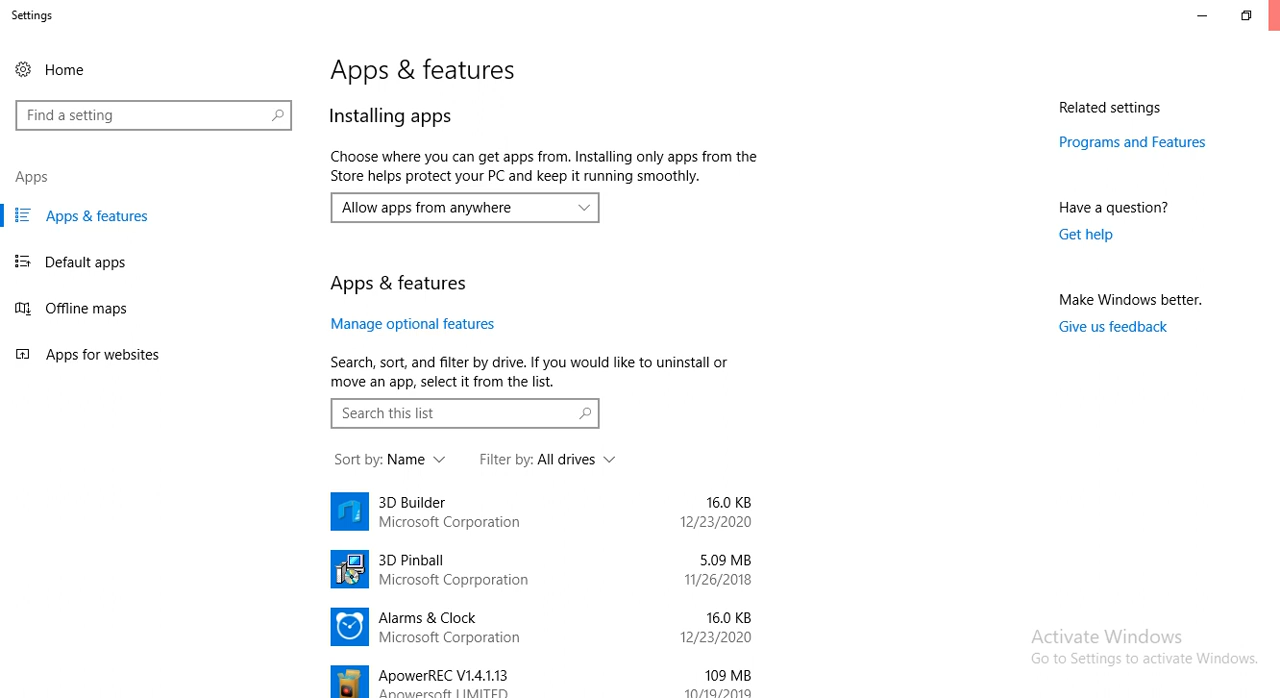 Settings
Home
Find a setting
Apps
Apps & features
Default apps
Offline maps
Apps for websites
Apps & features
Installing apps
Choose where you can get apps from. Installing only apps from the
Store helps protect your PC and keep it running smoothly.
Allow apps from anywhere
Apps & features
Manage optional features
Search, sort, and filter by drive. If you would like to uninstall or
move an app, select it from the list.
Search this list
Sort by: Name Filter by: All drives
3D Builder 16.0 KB
Microsoft Corporation 12/23/2020
3D Pinball 5.09 MB
Microsoft Coprporation 11/26/2018
Alarms & Clock 16.0 KB
Microsoft Corporation 12/23/2020
ApowerREC V1.4.1.13 109 MB
Apowersoft LIMITED 10/19/2019
Related settings
Programs and Features
Have a question?
Get help
Make Windows better.
Give us feedback
Activate Windows
Go to Settings to activate Windows.